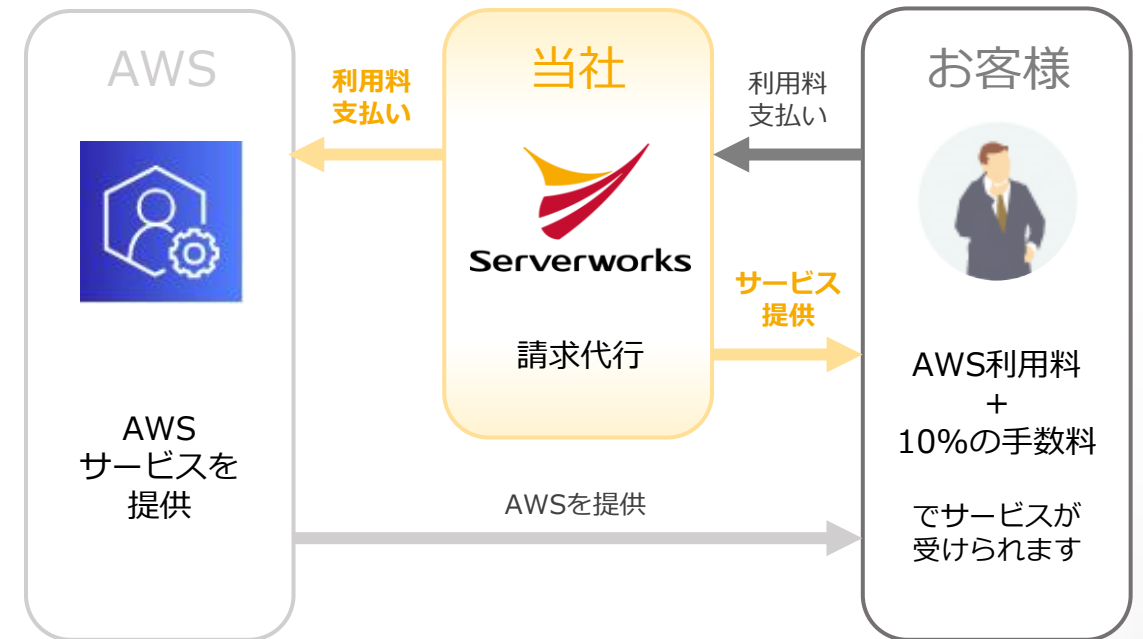 AWS
AWS
サービスを
提供
利用料
支払い
当社
Serverworks
請求代行
利用料
支払い
サービス
提供
AWSを提供
お客様
AWS利用料
+
10%の手数料
でサービスが
受けられます